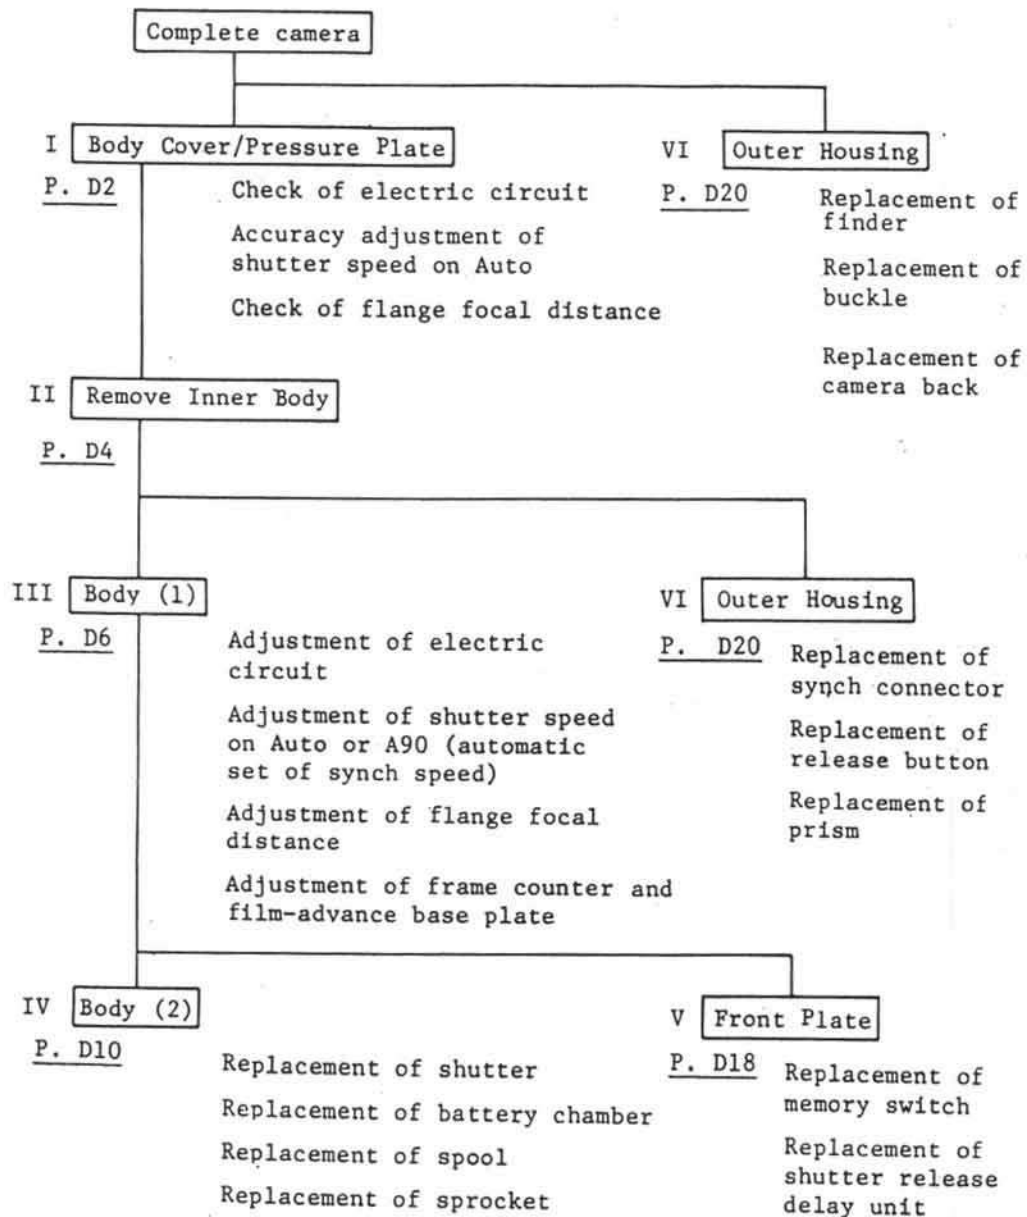 Complete camera
I Body Cover/Pressure Plate
P. D2
Check of electric circuit
Accuracy adjustment of
shutter speed on Auto
Check of flange focal distance
VI Outer Housing
P. D20
Replacement of
finder
Replacement of
buckle
Replacement of
camera back
II Remove Inner Body
P. D4
III Body (1)
P. D6
Adjustment of electric
circuit
Adjustment of shutter speed
on Auto or A90 (automatic
set of synch speed)
Adjustment of flange focal
distance
Adjustment of frame counter and
film-advance base plate
VI Outer Housing
P. D20
Replacement of
synch connector
Replacement of
release button
Replacement of
prism
IV Body (2)
P. D10
Replacement of shutter
Replacement of battery chamber
Replacement of spool
Replacement of sprocket
V Front Plate
P. D18
Replacement of
memory switch
Replacement of
shutter release
delay unit